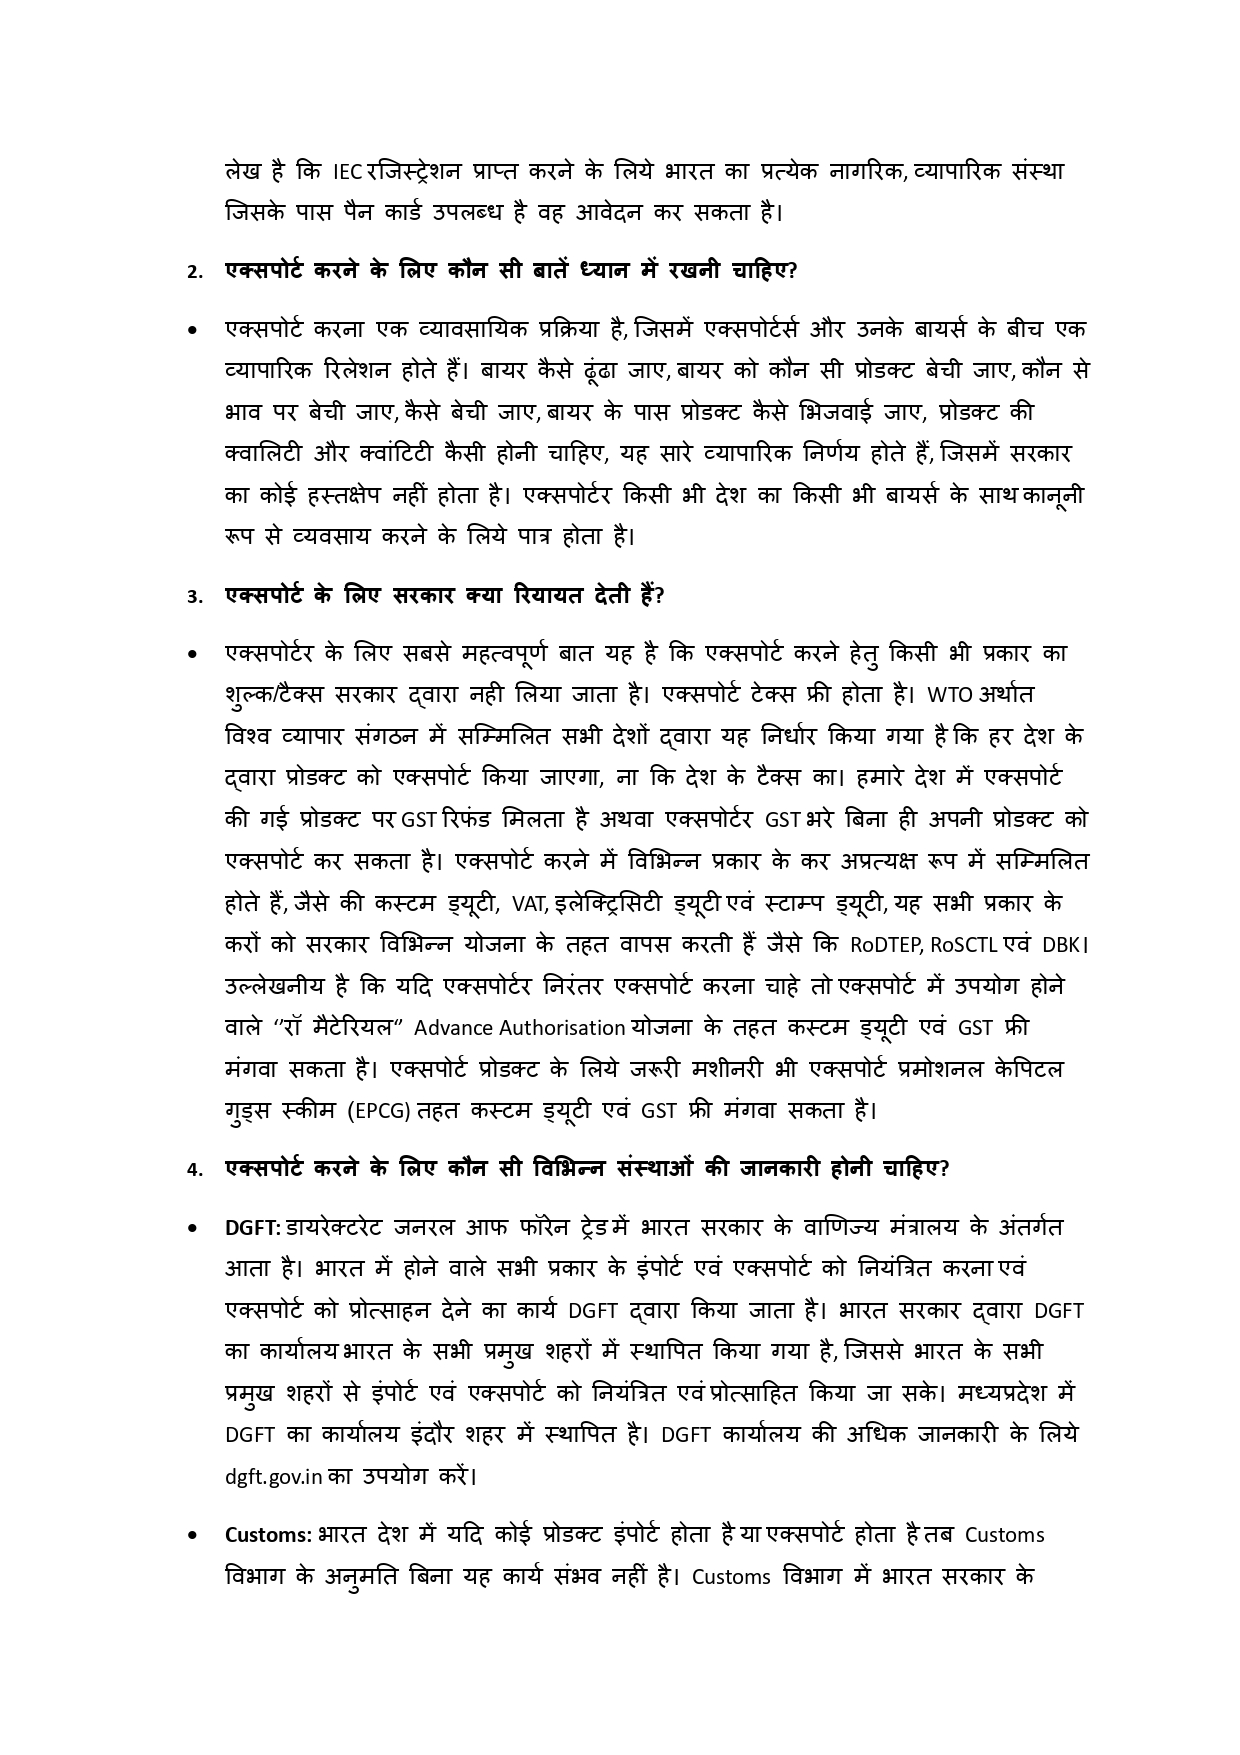 लेख है कि IEC रजिस्ट्रेशन प्राप्त करने के लिये भारत का प्रत्येक नागरिक, व्यापारिक संस्था
जिसके पास पैन कार्ड उपलब्ध है वह आवेदन कर सकता है।
2. एक्सपोर्ट करने के लिए कौन सी बातें ध्यान में रखनी चाहिए?
• एक्सपोर्ट करना एक व्यावसायिक प्रक्रिया है, जिसमें एक्सपोर्टर्स और उनके बायर्स के बीच एक
व्यापारिक रिलेशन होते हैं। बायर कैसे ढूंढा जाए, बायर को कौन सी प्रोडक्ट बेची जाए, कौन से
भाव पर बेची जाए, कैसे बेची जाए, बायर के पास प्रोडक्ट कैसे भिजवाई जाए, प्रोडक्ट की
क्वालिटी और क्वांटिटी कैसी होनी चाहिए, यह सारे व्यापारिक निर्णय होते हैं, जिसमें सरकार
का कोई हस्तक्षेप नहीं होता है। एक्सपोर्टर किसी भी देश का किसी भी बायर्स के साथ कानूनी
रूप से व्यवसाय करने के लिये पात्र होता है।
3. एक्सपोर्ट के लिए सरकार क्या रियायत देती हैं?
• एक्सपोर्टर के लिए सबसे महत्वपूर्ण बात यह है कि एक्सपोर्ट करने हेतु किसी भी प्रकार का
शुल्क/टैक्स सरकार द्वारा नही लिया जाता है। एक्सपोर्ट टेक्स फ्री होता है। WTO अर्थात
विश्व व्यापार संगठन में सम्मिलित सभी देशों द्वारा यह निर्धार किया गया है कि हर देश के
द्वारा प्रोडक्ट को एक्सपोर्ट किया जाएगा, ना कि देश के टैक्स का। हमारे देश में एक्सपोर्ट
की गई प्रोडक्ट पर GST रिफंड मिलता है अथवा एक्सपोर्टर GST भरे बिना ही अपनी प्रोडक्ट को
एक्सपोर्ट कर सकता है। एक्सपोर्ट करने में विभिन्न प्रकार के कर अप्रत्यक्ष रूप में सम्मिलित
होते हैं, जैसे की कस्टम ड्यूटी, VAT, इलेक्ट्रिसिटी ड्यूटी एवं स्टाम्प ड्यूटी, यह सभी प्रकार के
करों को सरकार विभिन्न योजना के तहत वापस करती हैं जैसे कि RoDTEP, RoSCTL एवं DBK।
उल्लेखनीय है कि यदि एक्सपोर्टर निरंतर एक्सपोर्ट करना चाहे तो एक्सपोर्ट में उपयोग होने
वाले ‘’रॉ मैटेरियल“ Advance Authorisation योजना के तहत कस्टम ड्यूटी एवं GST फ्री
मंगवा सकता है। एक्सपोर्ट प्रोडक्ट के लिये जरूरी मशीनरी भी एक्सपोर्ट प्रमोशनल केपिटल
गुड्स स्कीम (EPCG) तहत कस्टम ड्यूटी एवं GST फ्री मंगवा सकता है।
4. एक्सपोर्ट करने के लिए कौन सी विभिन्न संस्थाओं की जानकारी होनी चाहिए?
• DGFT: डायरेक्टरेट जनरल आफ फॉरेन ट्रेड में भारत सरकार के वाणिज्य मंत्रालय के अंतर्गत
आता है। भारत में होने वाले सभी प्रकार के इंपोर्ट एवं एक्सपोर्ट को नियंत्रित करना एवं
एक्सपोर्ट को प्रोत्साहन देने का कार्य DGFT द्वारा किया जाता है। भारत सरकार द्वारा DGFT
का कार्यालय भारत के सभी प्रमुख शहरों में स्थापित किया गया है, जिससे भारत के सभी
प्रमुख शहरों से इंपोर्ट एवं एक्सपोर्ट को नियंत्रित एवं प्रोत्साहित किया जा सके। मध्यप्रदेश में
DGFT का कार्यालय इंदौर शहर में स्थापित है। DGFT कार्यालय की अधिक जानकारी के लिये
dgft.gov.in का उपयोग करें।
• Customs: भारत देश में यदि कोई प्रोडक्ट इंपोर्ट होता है या एक्सपोर्ट होता है तब Customs
विभाग के अनुमति बिना यह कार्य संभव नहीं है। Customs विभाग में भारत सरकार के